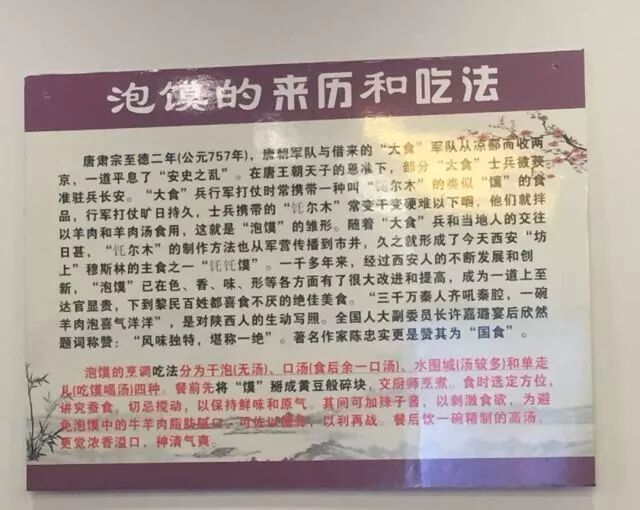 泡馍的来历和吃法
唐肃宗至德二年(公元757年)，唐朝军队与借来的“大食”军队从凉鄯而收两
京，一道平息了“安史之乱”。在唐王朝天子的恩准下，部分“大食”士兵被获
准驻兵长安。“大食”兵行军打仗时常携带一种叫“饦尔木”的类似“馕”的食
品，行军打仗旷日持久，士兵携带的“饦尔木”常变干变硬难以下咽，他们就拌
以羊肉和羊肉汤食用，这就是“泡馍”的雏形。随着“大食”兵和当地人的交往
日甚，“饦尔木”的制作方法也从军营传播到市井，久之就形成了今天西安“坊
上”穆斯林的主食之一“饦饦馍”。一千多年来，经过西安人的不断发展和创
新，“泡馍”已在色、香、味、形等各方面有了很大改进和提高，成为一道上至
达官显贵，下到黎民百姓都喜食不厌的绝佳美食。“三千万秦人齐吼秦腔，一碗
羊肉泡喜气洋洋”，是对陕西人的生动写照。全国人大副委员长许嘉璐宴后欣然
题词称赞：“风味独特，堪称一绝”。著名作家陈忠实更是赞其为“国食”。
泡馍的烹调吃法分为干泡(无汤)、口汤(食后余一口汤)、水围城(汤较多)和单走
儿(吃馍喝汤)四种。餐前先将“馍”掰成黄豆般碎块，交厨师烹煮。食时选定方位，
讲究蚕食，切忌搅动，以保持鲜味和原气。其间可加辣子酱，以刺激食欲，为避
免泡馍中的牛羊肉脂肪腻口，可佐以糖蒜，以利再战。餐后饮一碗精制的高汤，
更觉浓香溢口，神清气爽。